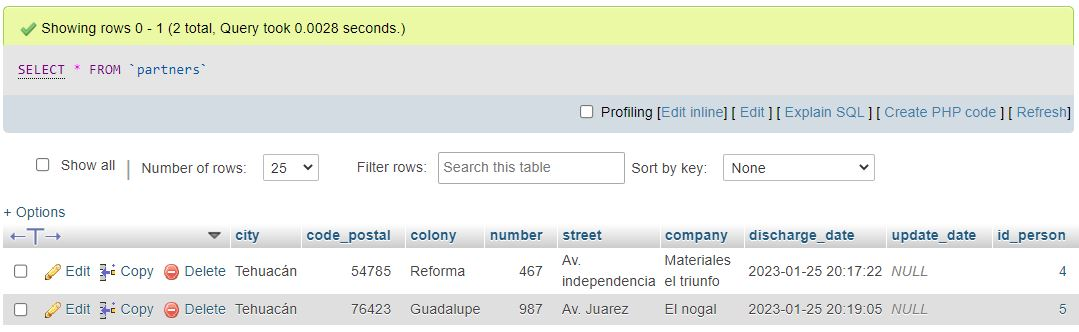 Showing rows 0 - 1 (2 total, Query took 0.0028 seconds.)
SELECT * FROM `partners`
Profiling [Edit inline] [ Edit ] [ Explain SQL ] [ Create PHP code ] [ Refresh]
Show all | Number of rows: 25 Filter rows: Search this table Sort by key: None
+ Options
←T→ city code_postal colony number street company discharge_date update_date id_person
Edit Copy Delete Tehuacán 54785 Reforma 467 Av. independencia Materiales el triunfo 2023-01-25 20:17:22 NULL 4
Edit Copy Delete Tehuacán 76423 Guadalupe 987 Av. Juarez El nogal 2023-01-25 20:19:05 NULL 5